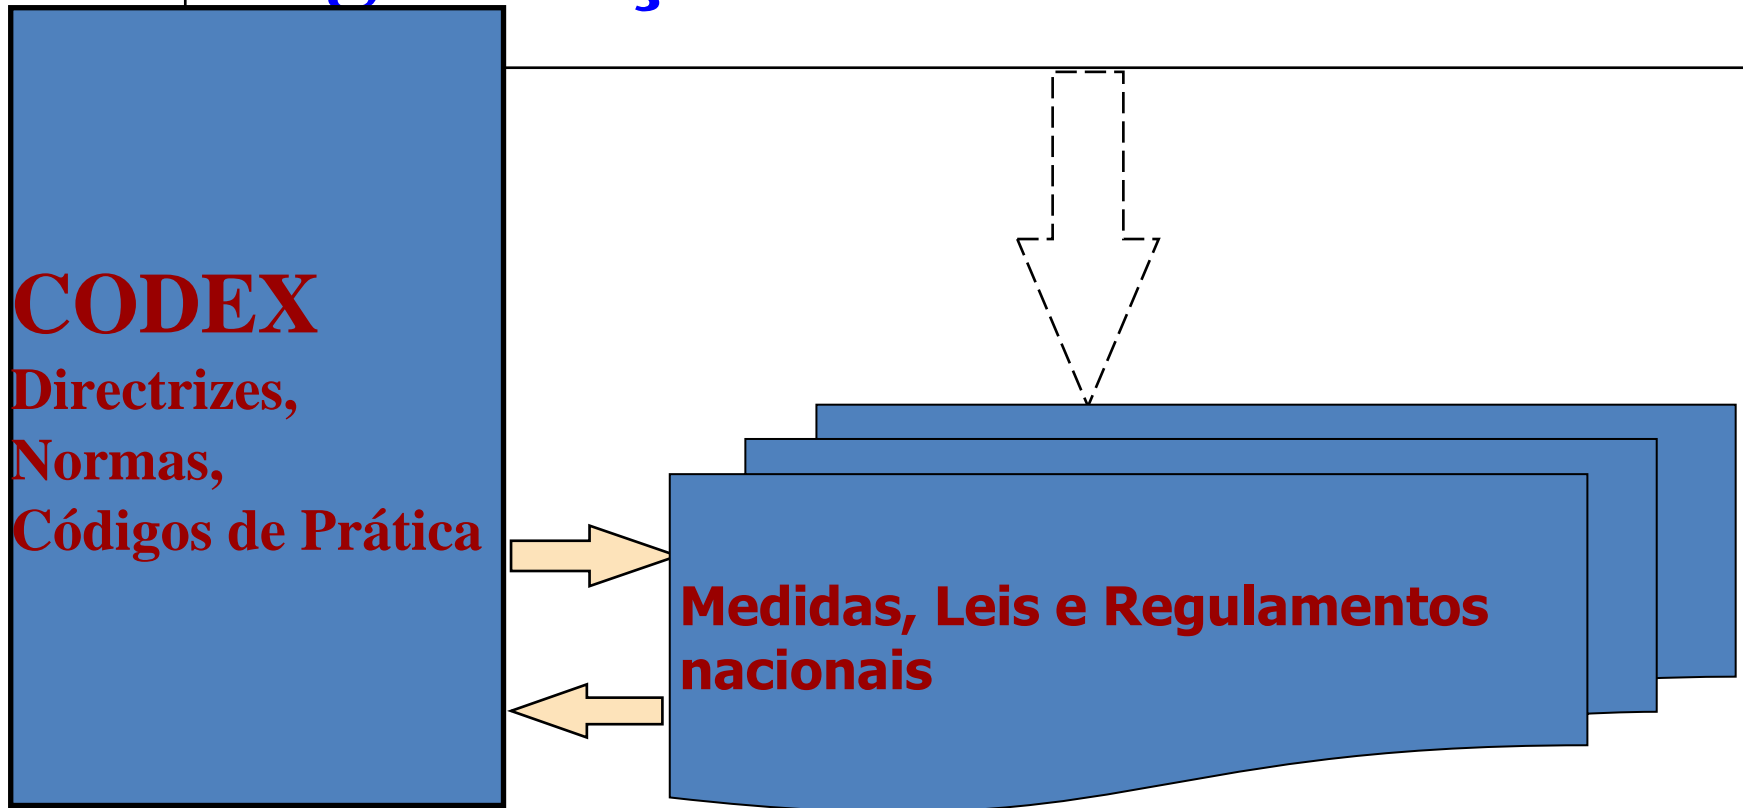 CODEX
Directrizes,
Normas,
Códigos de Prática
Medidas, Leis e Regulamentos
nacionais